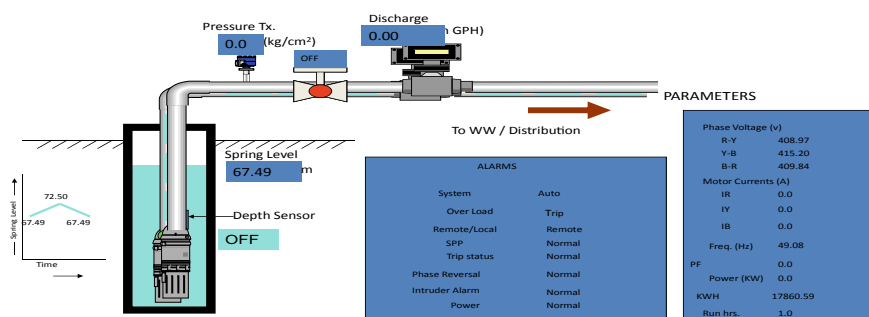 Pressure Tx.
0.0 (kg/cm²)
OFF
Discharge
0.00 n GPH)
PARAMETERS
To WW / Distribution
Spring Level
67.49 m
Depth Sensor
OFF
Spring Level
72.50
67.49 67.49
Time
ALARMS
System Auto
Over Load Trip
Remote/Local Remote
SPP Normal
Trip status Normal
Phase Reversal Normal
Intruder Alarm Normal
Power Normal
Phase Voltage (v)
R-Y 408.97
Y-B 415.20
B-R 409.84
Motor Currents (A)
IR 0.0
IY 0.0
IB 0.0
Freq. (Hz) 49.08
PF 0.0
Power (KW) 0.0
KWH 17860.59
Run hrs. 1.0